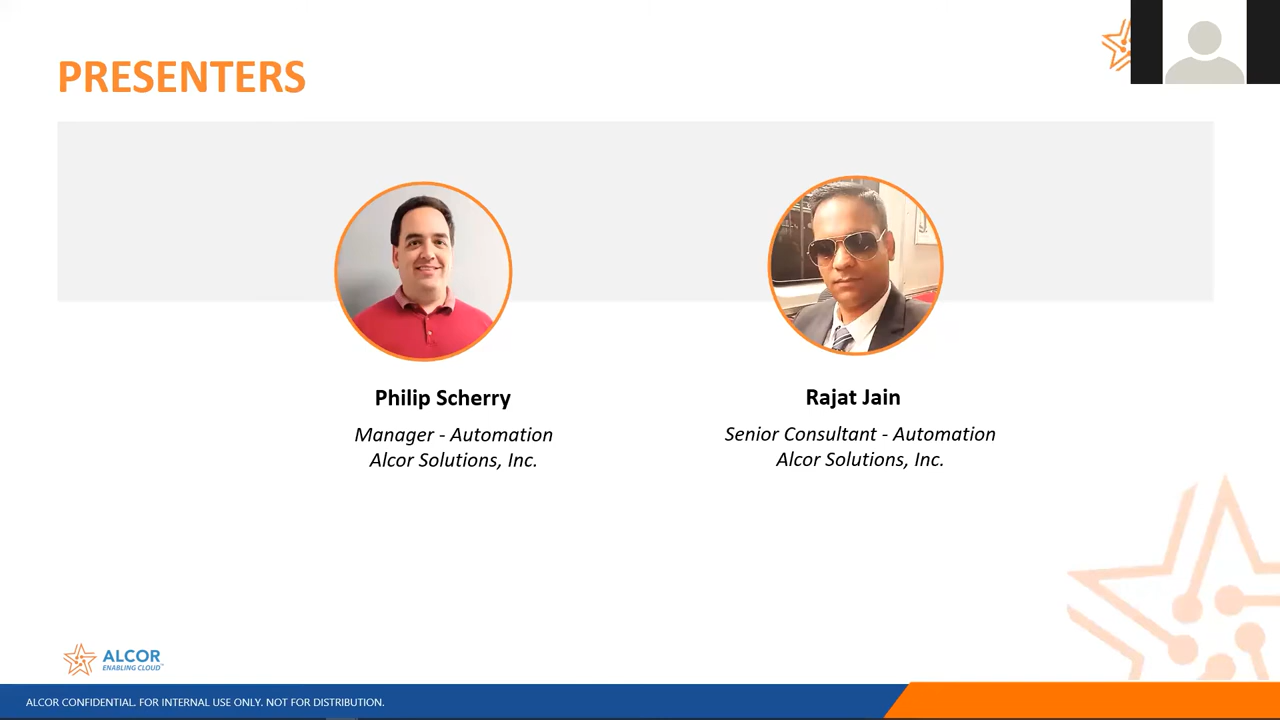 PRESENTERS
Philip Scherry
Manager - Automation
Alcor Solutions, Inc.
Rajat Jain
Senior Consultant - Automation
Alcor Solutions, Inc.
ALCOR
ENABLING CLOUD™
ALCOR CONFIDENTIAL. FOR INTERNAL USE ONLY. NOT FOR DISTRIBUTION.